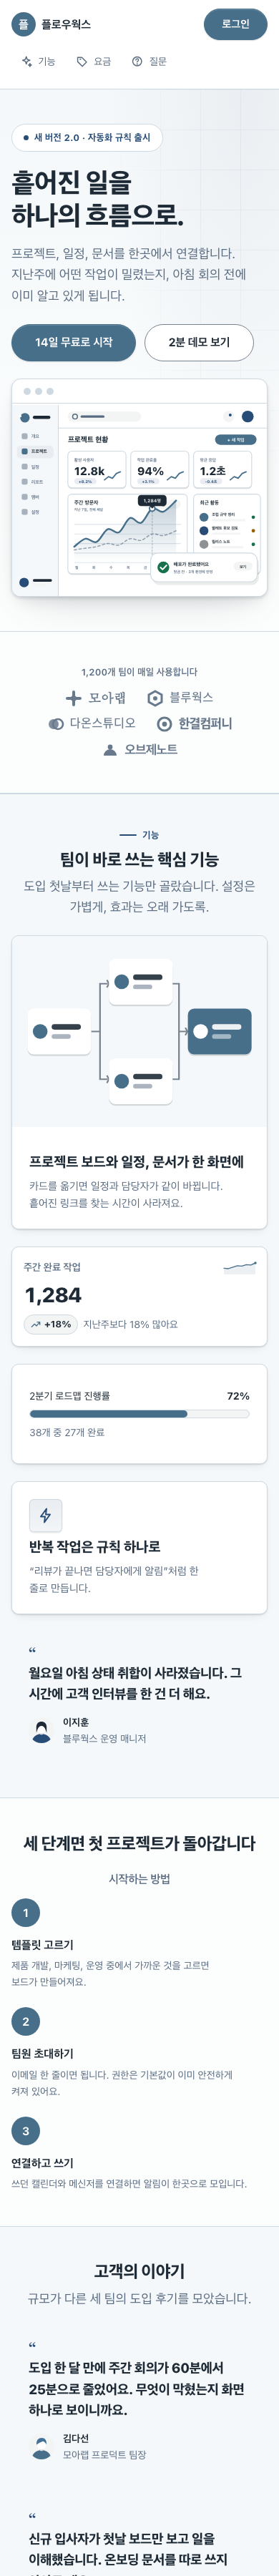 플 플로우웍스
로그인
기능 요금 질문
새 버전 2.0 · 자동화 규칙 출시
흩어진 일을
하나의 흐름으로.
프로젝트, 일정, 문서를 한곳에서 연결합니다.
지난주에 어떤 작업이 밀렸는지, 아침 회의 전에
이미 알고 있게 됩니다.
14일 무료로 시작
2분 데모 보기
프로젝트 현황
+ 새 작업
개요
프로젝트
일정
리포트
멤버
설정
12.8k
94%
1.2초
주간 방문자
1,284명
최근 활동
배포가 완료됐어요
1,200개 팀이 매일 사용합니다
모아랩
블루웍스
다온스튜디오
한결컴퍼니
오브제노트
기능
팀이 바로 쓰는 핵심 기능
도입 첫날부터 쓰는 기능만 골랐습니다. 설정은
가볍게, 효과는 오래 가도록.
프로젝트 보드와 일정, 문서가 한 화면에
카드를 옮기면 일정과 담당자가 같이 바뀝니다.
흩어진 링크를 찾는 시간이 사라져요.
주간 완료 작업
1,284
+18% 지난주보다 18% 많아요
2분기 로드맵 진행률
72%
38개 중 27개 완료
반복 작업은 규칙 하나로
“리뷰가 끝나면 담당자에게 알림”처럼 한
줄로 만듭니다.
“
월요일 아침 상태 취합이 사라졌습니다. 그
시간에 고객 인터뷰를 한 건 더 해요.
이지훈
블루웍스 운영 매니저
세 단계면 첫 프로젝트가 돌아갑니다
시작하는 방법
1
템플릿 고르기
제품 개발, 마케팅, 운영 중에서 가까운 것을 고르면
보드가 만들어져요.
2
팀원 초대하기
이메일 한 줄이면 됩니다. 권한은 기본값이 이미 안전하게
켜져 있어요.
3
연결하고 쓰기
쓰던 캘린더와 메신저를 연결하면 알림이 한곳으로 모입니다.
고객의 이야기
규모가 다른 세 팀의 도입 후기를 모았습니다.
“
도입 한 달 만에 주간 회의가 60분에서
25분으로 줄었어요. 무엇이 막혔는지 화면
하나로 보이니까요.
김다선
모아랩 프로덕트 팀장
“
신규 입사자가 첫날 보드만 보고 일을
이해했습니다. 온보딩 문서를 따로 쓰지